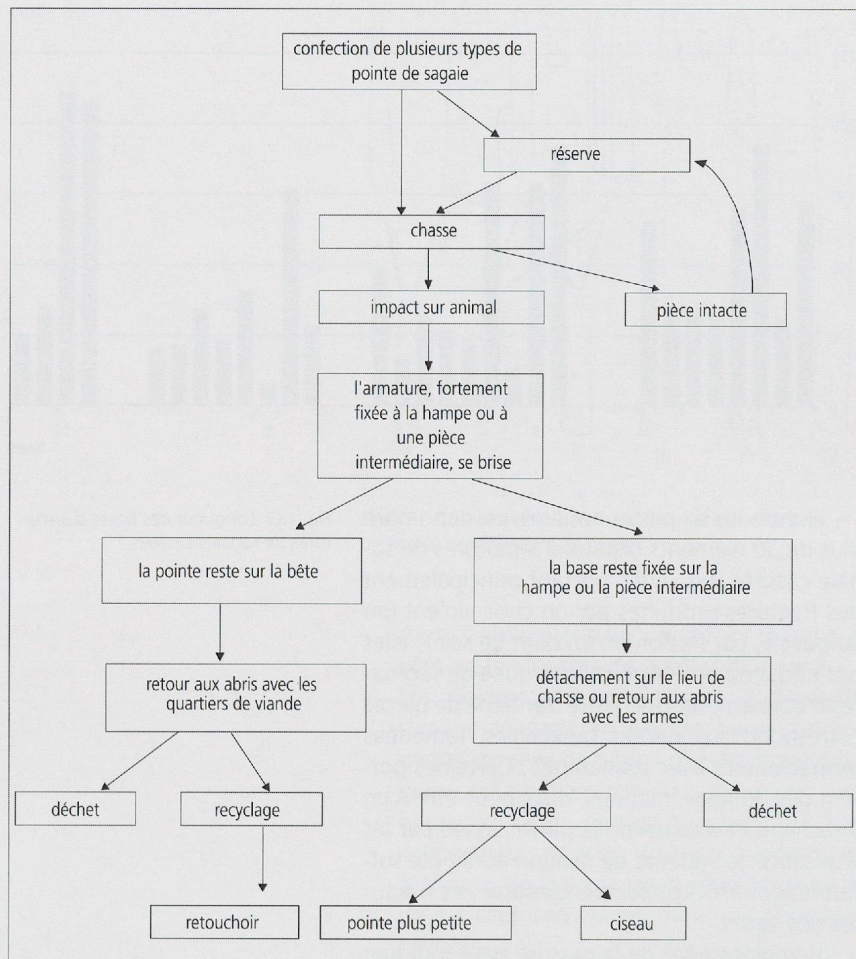 confection de plusieurs types de
pointe de sagaie
réserve
chasse
impact sur animal
pièce intacte
l'armature, fortement
fixée à la hampe ou à
une pièce
intermédiaire, se brise
la pointe reste sur la bête
la base reste fixée sur la
hampe ou la pièce intermédiaire
retour aux abris avec les
quartiers de viande
détachement sur le lieu de
chasse ou retour aux abris
avec les armes
déchet
recyclage
recyclage
déchet
retouchoir
pointe plus petite
ciseau